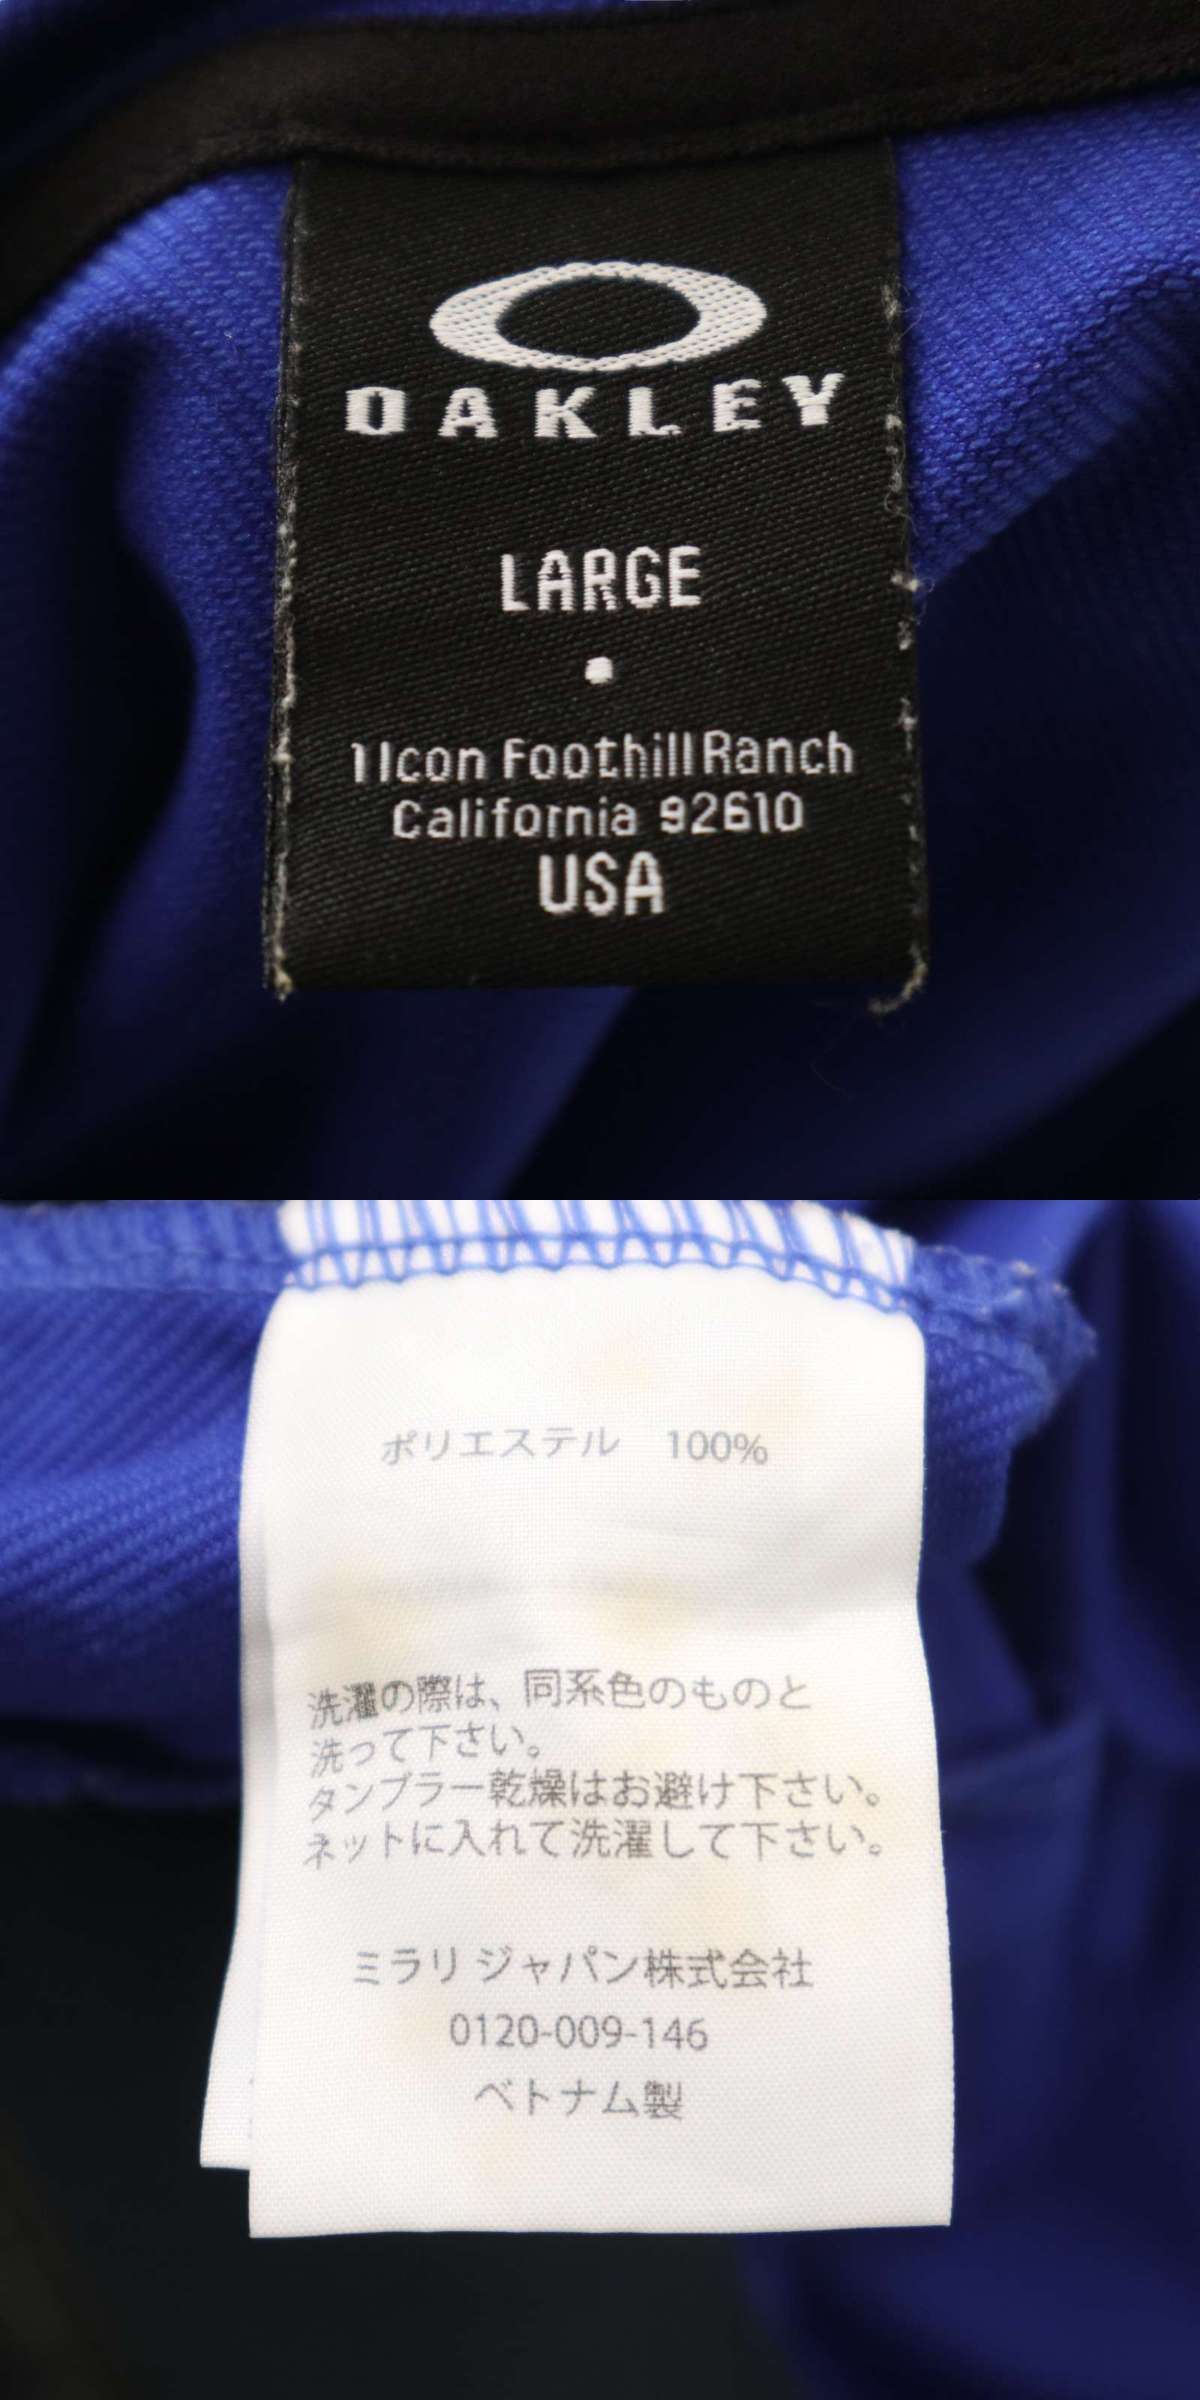 OAKLEY
LARGE
1 Icon Foothill Ranch
California 92610
USA
ポリエステル 100%
洗濯の際は、同系色のものと
洗って下さい。
タンブラー乾燥はお避け下さい。
ネットに入れて洗濯して下さい。
ミラリ ジャパン株式会社
0120-009-146
ベトナム製